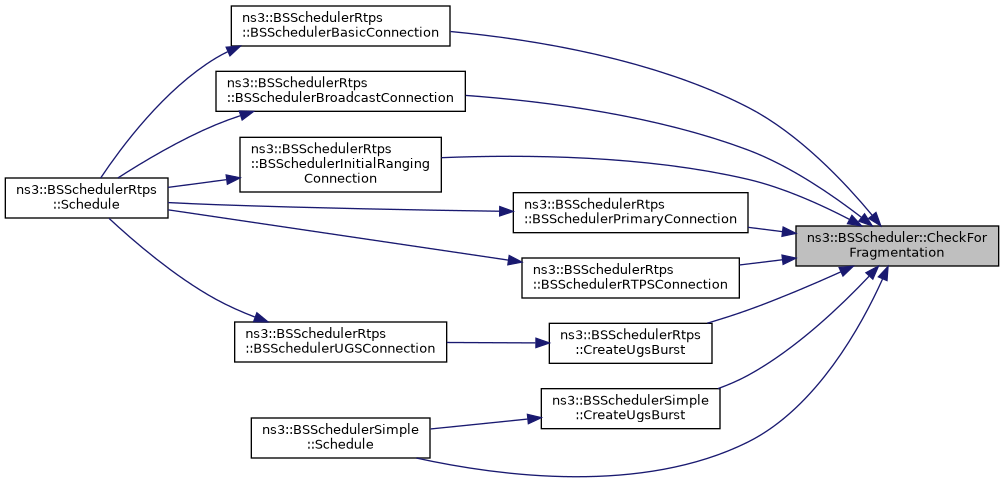 ns3::BSSchedulerRtps
::BSSchedulerBasicConnection
ns3::BSSchedulerRtps
::BSSchedulerBroadcastConnection
ns3::BSSchedulerRtps
::BSSchedulerInitialRanging
Connection
ns3::BSSchedulerRtps
::Schedule
ns3::BSSchedulerRtps
::BSSchedulerPrimaryConnection
ns3::BSScheduler::CheckFor
Fragmentation
ns3::BSSchedulerRtps
::BSSchedulerRTPSConnection
ns3::BSSchedulerRtps
::BSSchedulerUGSConnection
ns3::BSSchedulerRtps
::CreateUgsBurst
ns3::BSSchedulerSimple
::CreateUgsBurst
ns3::BSSchedulerSimple
::Schedule